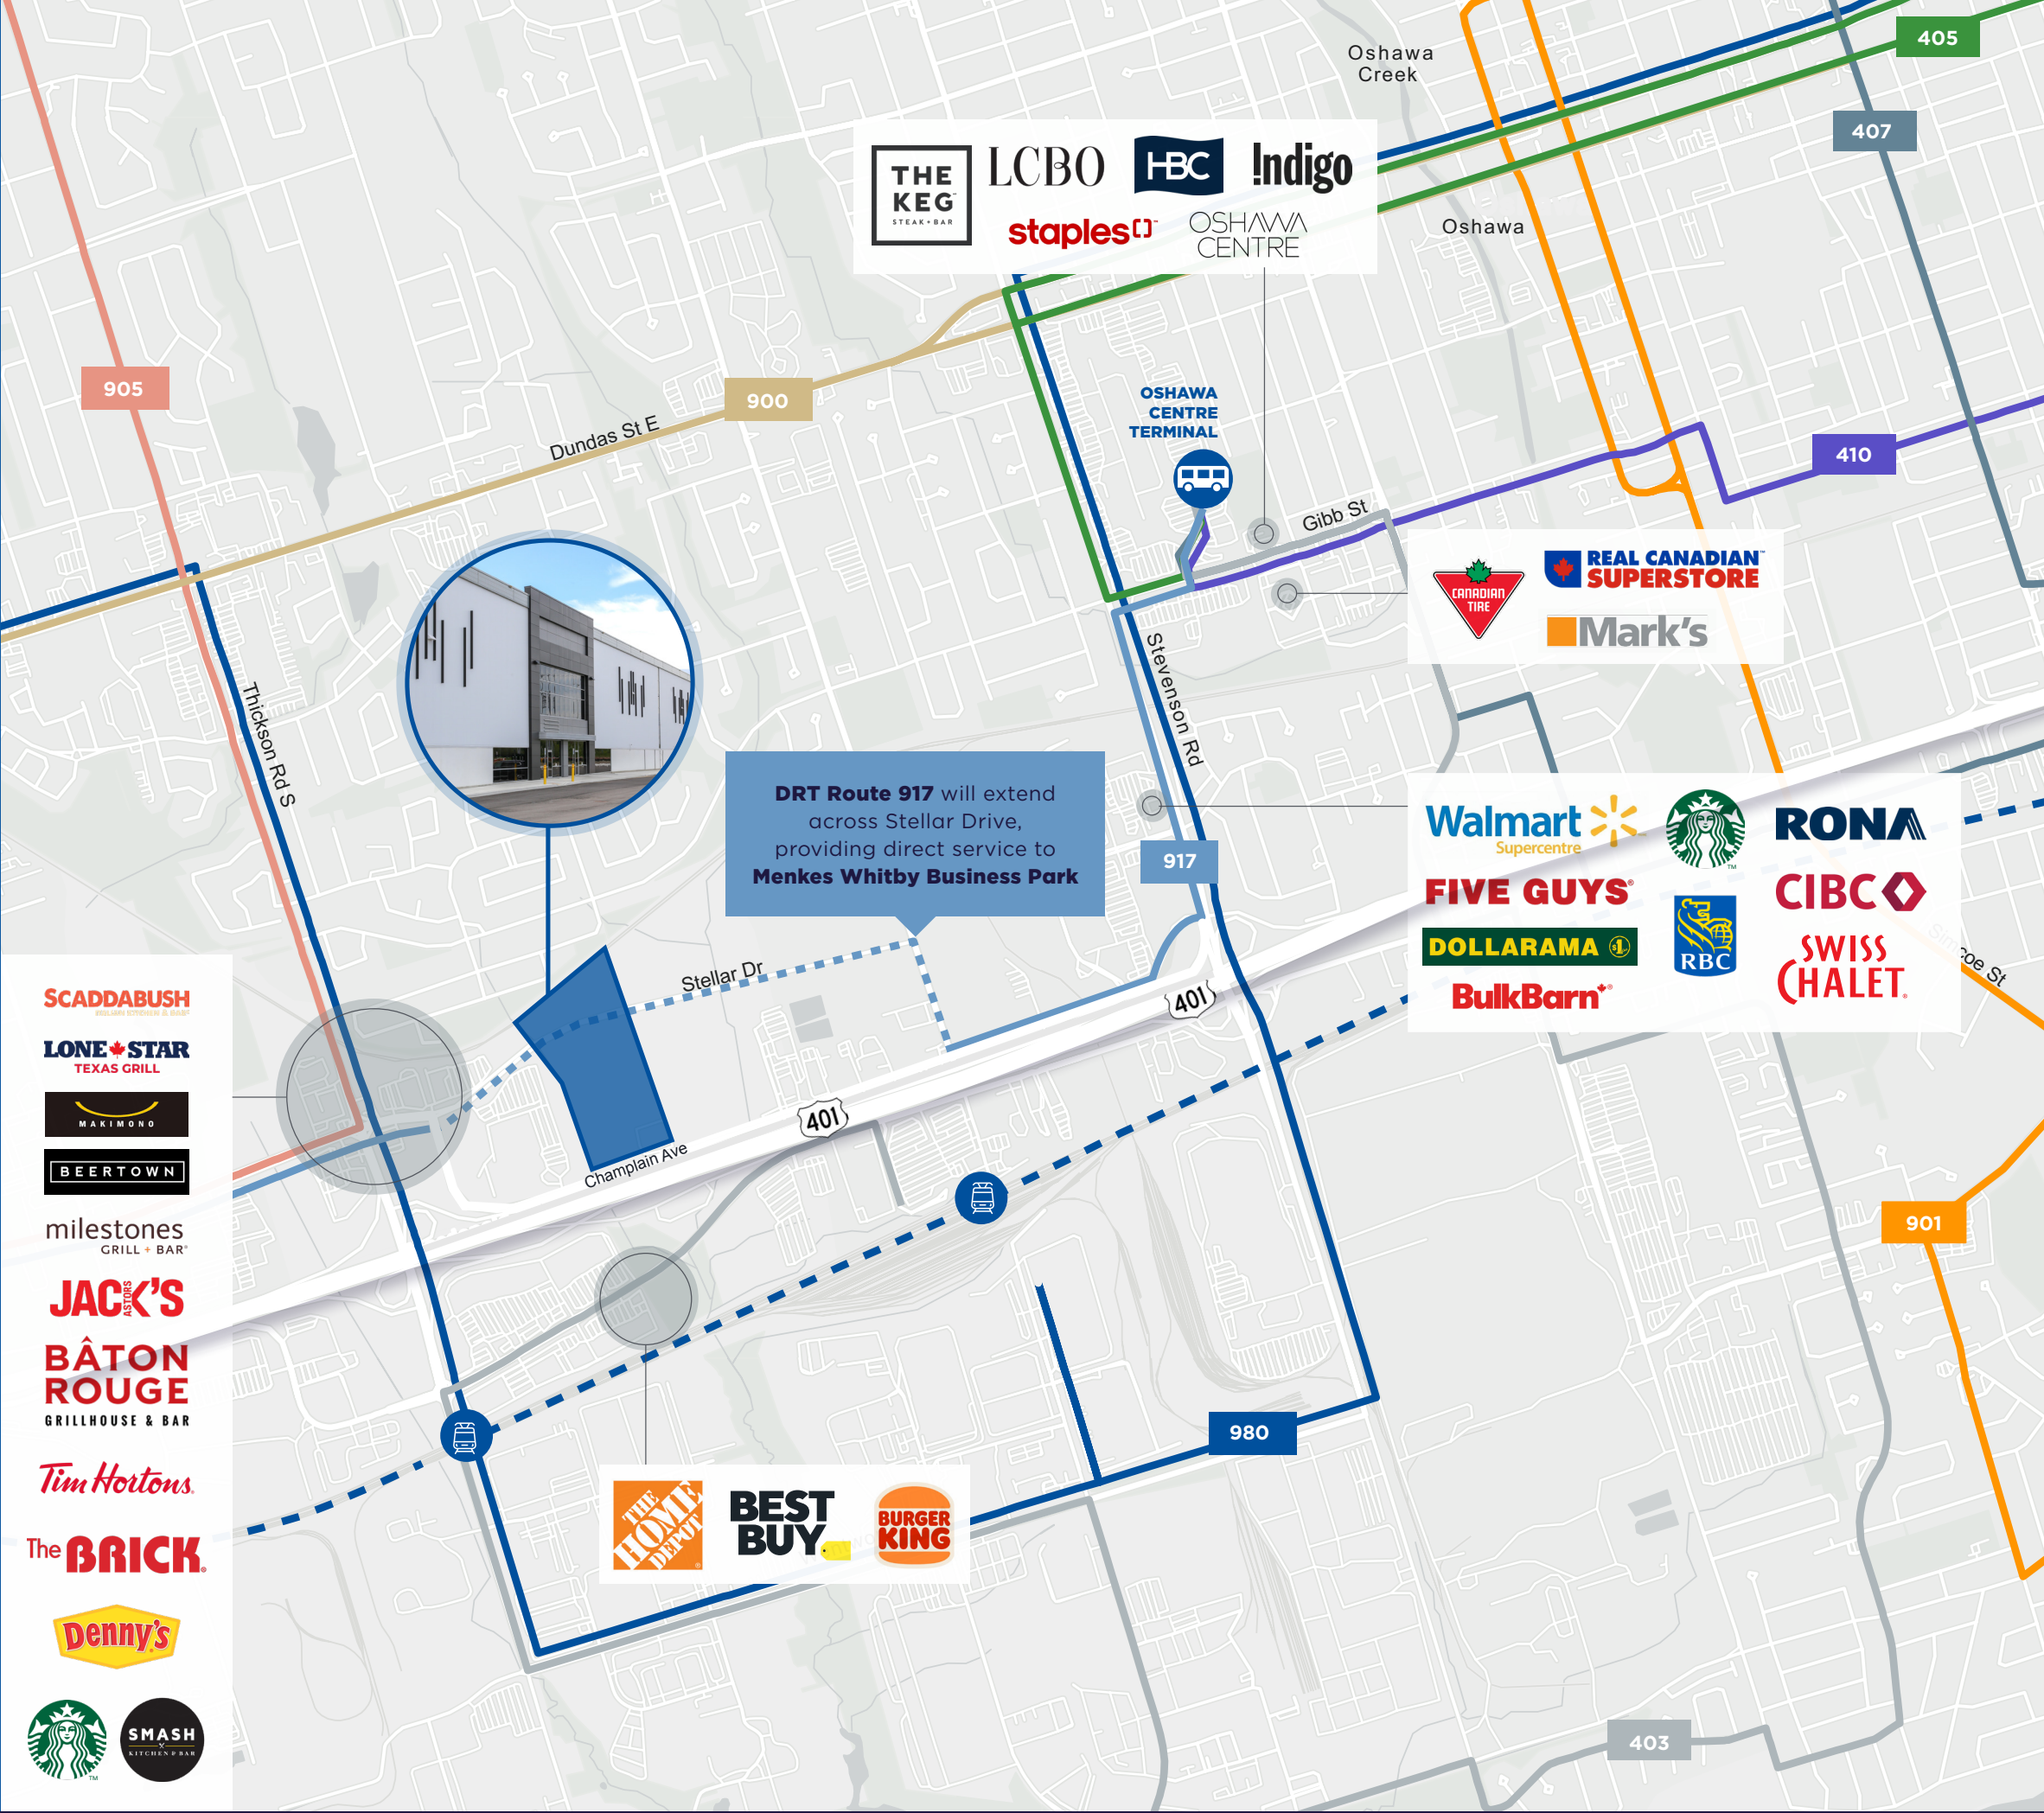 Oshawa
Creek
405
407
THE
KEG
STEAK + BAR
LCBO
HBC
Indigo
staples
OSHAWA
CENTRE
Oshawa
905
900
Dundas St E
OSHAWA
CENTRE
TERMINAL
410
Gibb St
CANADIAN
TIRE
REAL CANADIAN
SUPERSTORE
Mark's
Thickson Rd S
Stevenson Rd
DRT Route 917 will extend
across Stellar Drive,
providing direct service to
Menkes Whitby Business Park
917
Walmart
Supercentre
RONA
FIVE GUYS
CIBC
DOLLARAMA $1
RBC
SWISS
CHALET
BulkBarn
Simcoe St
Stellar Dr
401
401
Champlain Ave
SCADDABUSH
LONE STAR
TEXAS GRILL
MAKIMONO
BEERTOWN
milestones
GRILL + BAR
JACK'S
ASTORS
BÂTON
ROUGE
GRILLHOUSE & BAR
Tim Hortons.
The BRICK
Denny's
SMASH
KITCHEN & BAR
901
980
THE
HOME
DEPOT
BEST
BUY
BURGER
KING
403